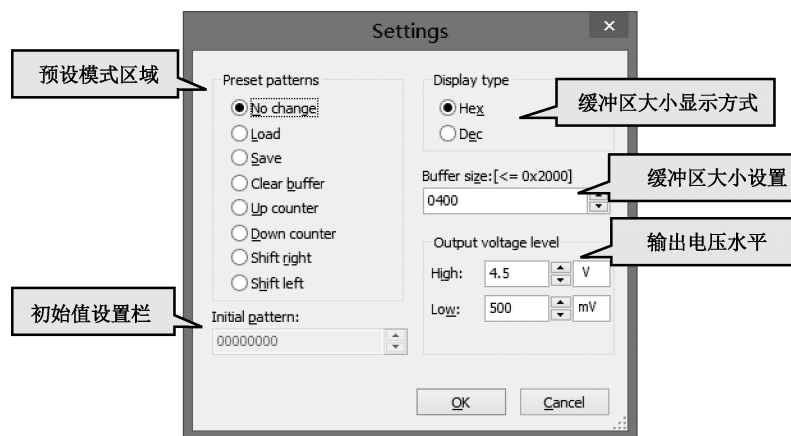 Settings
×
预设模式区域
Preset patterns
No change
Load
Save
Clear buffer
Up counter
Down counter
Shift right
Shift left
初始值设置栏
Initial pattern:
00000000
Display type
Hex
Dec
缓冲区大小显示方式
Buffer size:[<= 0x2000]
0400
缓冲区大小设置
Output voltage level
输出电压水平
High: 4.5 V
Low: 500 mV
OK Cancel